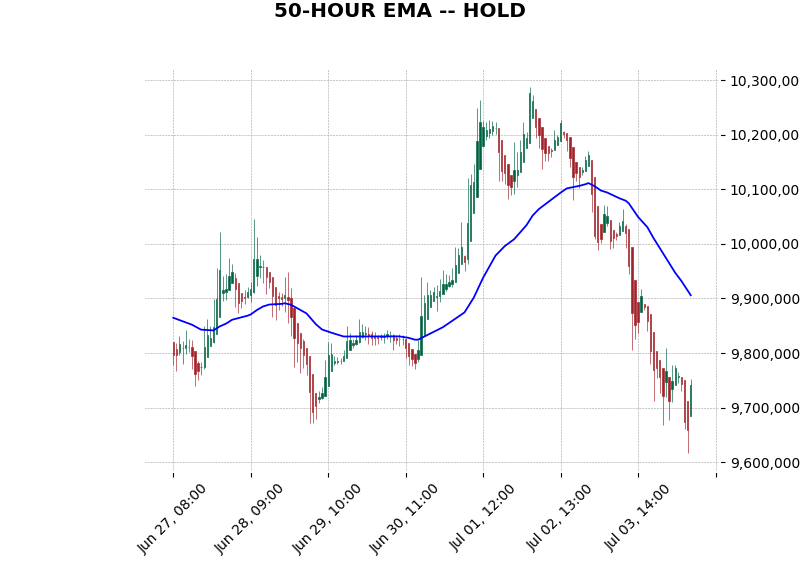 50-HOUR EMA -- HOLD
10,300,00
10,200,00
10,100,00
10,000,00
9,900,000
9,800,000
9,700,000
9,600,000
Jun 27, 08:00
Jun 28, 09:00
Jun 29, 10:00
Jun 30, 11:00
Jul 01, 12:00
Jul 02, 13:00
Jul 03, 14:00